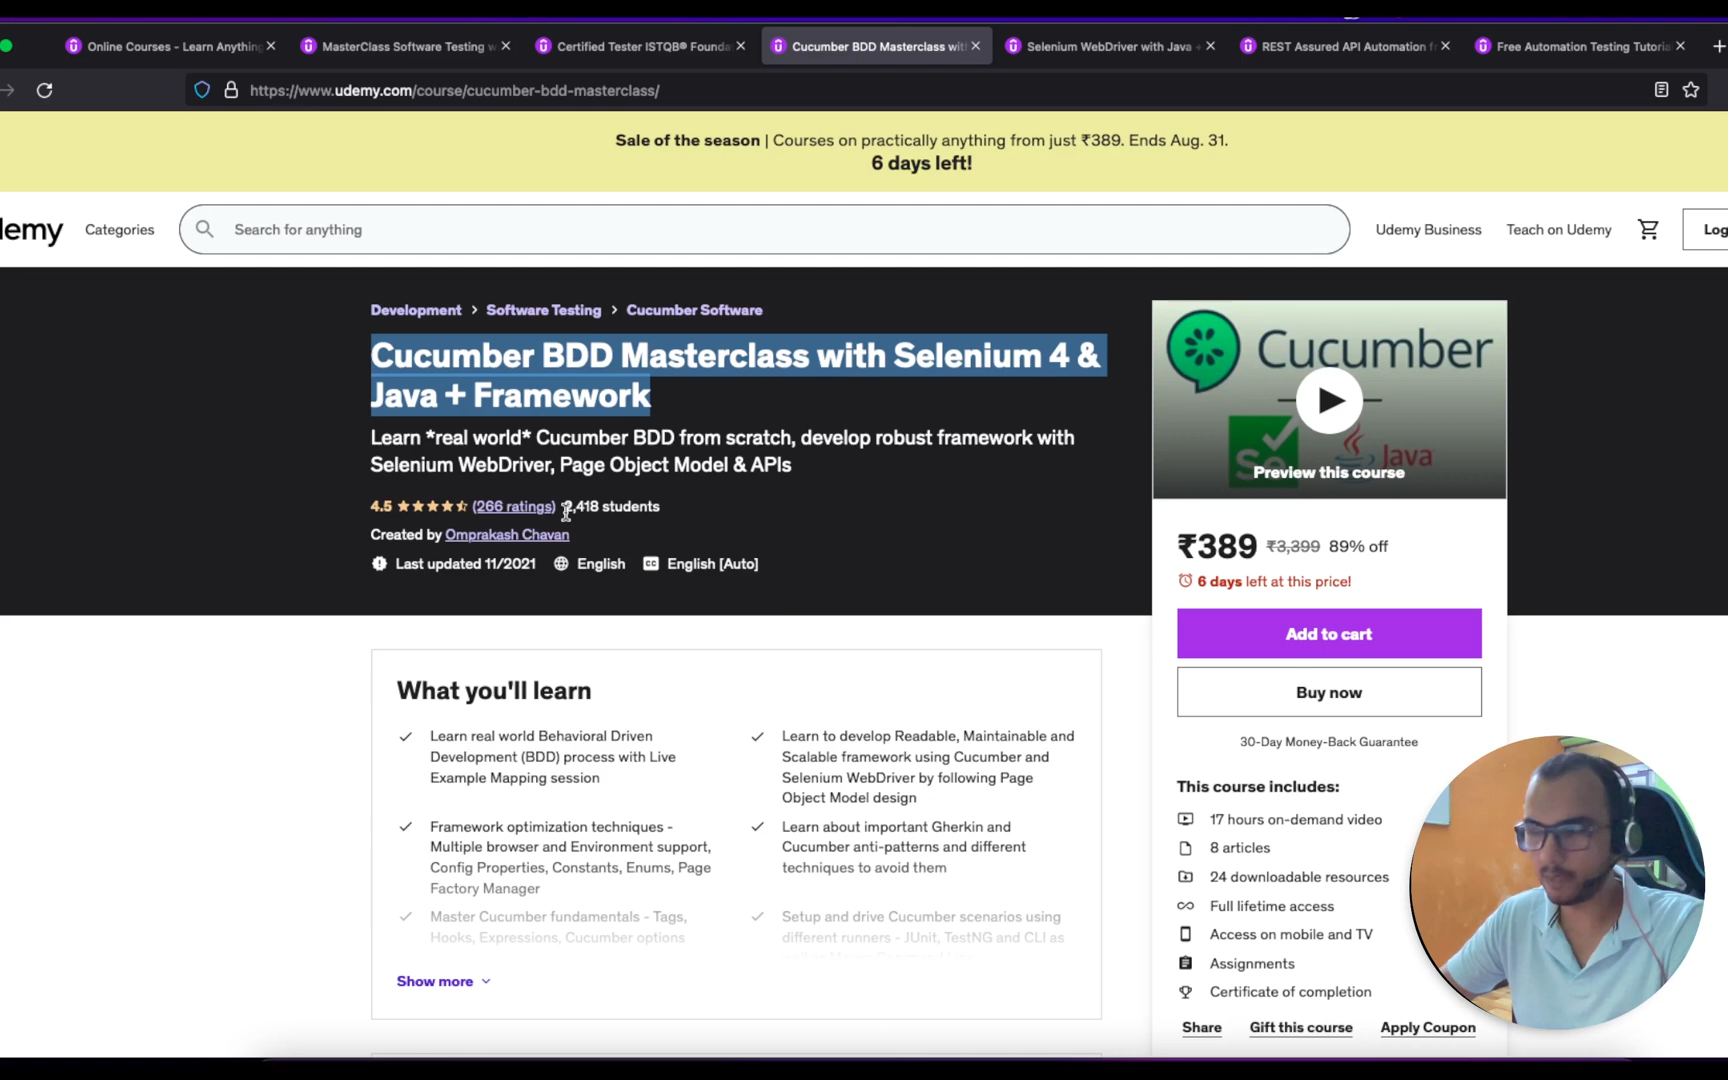 Online Courses - Learn Anything
MasterClass Software Testing w
Certified Tester ISTQB® Founda
Cucumber BDD Masterclass wit
Selenium WebDriver with Java +
REST Assured API Automation f
Free Automation Testing Tutoria
https://www.udemy.com/course/cucumber-bdd-masterclass/
Sale of the season | Courses on practically anything from just ₹389. Ends Aug. 31.
6 days left!
demy
Categories
Search for anything
Udemy Business
Teach on Udemy
Log
Development > Software Testing > Cucumber Software
Cucumber BDD Masterclass with Selenium 4 &
Java + Framework
Learn *real world* Cucumber BDD from scratch, develop robust framework with
Selenium WebDriver, Page Object Model & APIs
4.5 (266 ratings) 2,418 students
Created by Omprakash Chavan
Last updated 11/2021 English English [Auto]
Cucumber
Se
Java
Preview this course
₹389 ₹3,399 89% off
6 days left at this price!
Add to cart
Buy now
30-Day Money-Back Guarantee
This course includes:
17 hours on-demand video
8 articles
24 downloadable resources
Full lifetime access
Access on mobile and TV
Assignments
Certificate of completion
Share Gift this course Apply Coupon
What you'll learn
Learn real world Behavioral Driven
Development (BDD) process with Live
Example Mapping session
Learn to develop Readable, Maintainable and
Scalable framework using Cucumber and
Selenium WebDriver by following Page
Object Model design
Framework optimization techniques -
Multiple browser and Environment support,
Config Properties, Constants, Enums, Page
Factory Manager
Learn about important Gherkin and
Cucumber anti-patterns and different
techniques to avoid them
Master Cucumber fundamentals - Tags,
Hooks, Expressions, Cucumber options
Setup and drive Cucumber scenarios using
different runners - JUnit, TestNG and CLI as
Show more